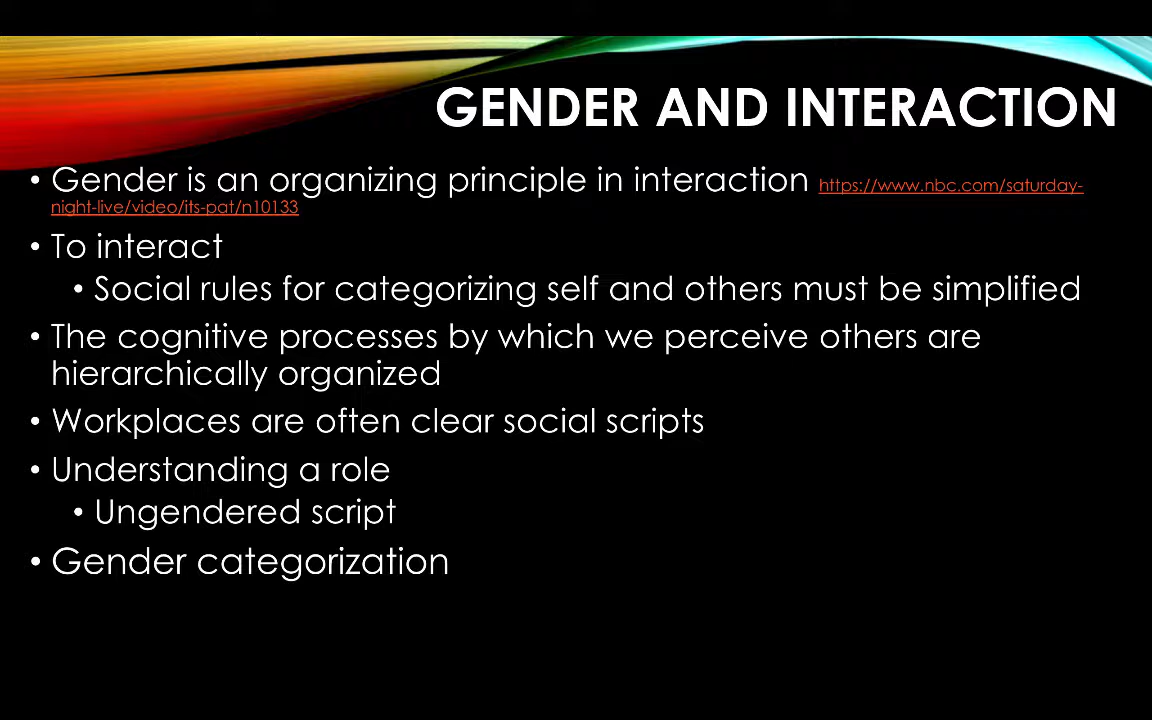 GENDER AND INTERACTION
• Gender is an organizing principle in interaction https://www.nbc.com/saturday-
night-live/video/its-pat/n10133
• To interact
• Social rules for categorizing self and others must be simplified
• The cognitive processes by which we perceive others are
hierarchically organized
• Workplaces are often clear social scripts
• Understanding a role
• Ungendered script
• Gender categorization